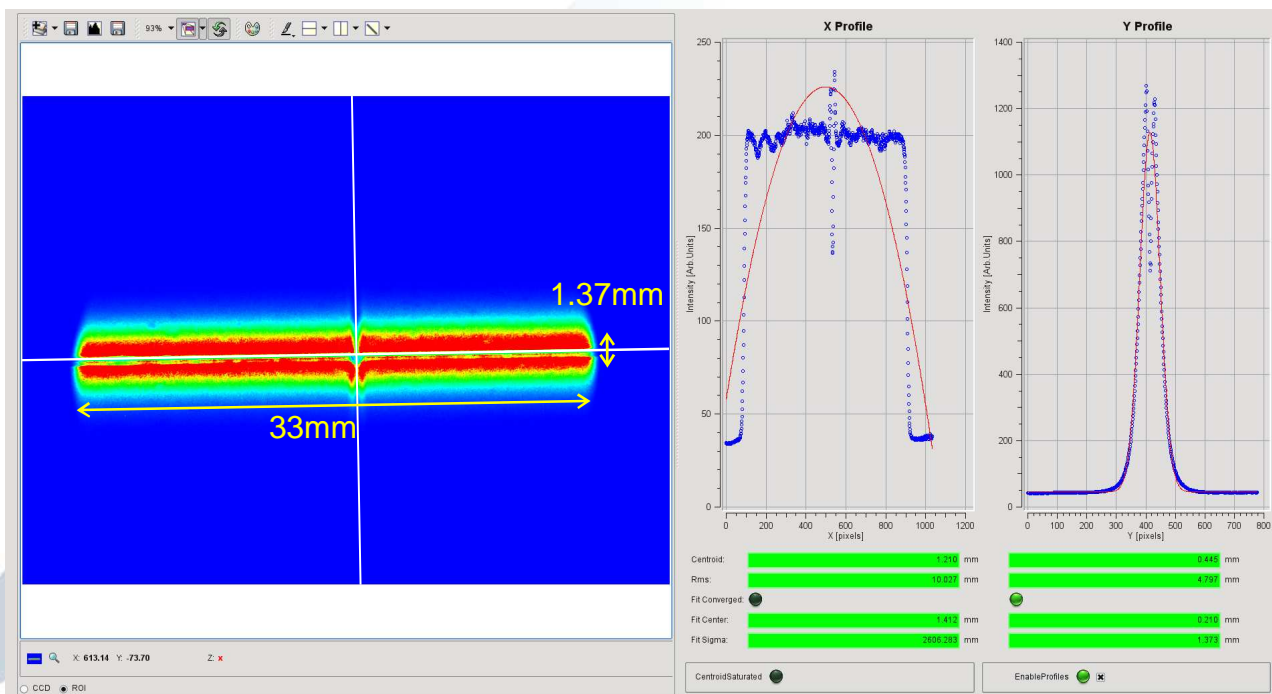 93%
1.37mm
33mm
X: 613.14 Y: -73.70 Z: x
CCD ROI
X Profile
250
200
150
100
50
0
Intensity [Arb.Units]
0 200 400 600 800 1000 1200
X [pixels]
Y Profile
1400
1200
1000
800
600
400
200
0
Intensity [Arb.Units]
0 100 200 300 400 500 600 700 800
Y [pixels]
Centroid: 1.210 mm 0.445 mm
Rms: 10.027 mm 4.797 mm
Fit Converged:
Fit Center: 1.412 mm 0.210 mm
Fit Sigma: 2606.283 mm 1.373 mm
CentroidSaturated
EnableProfiles